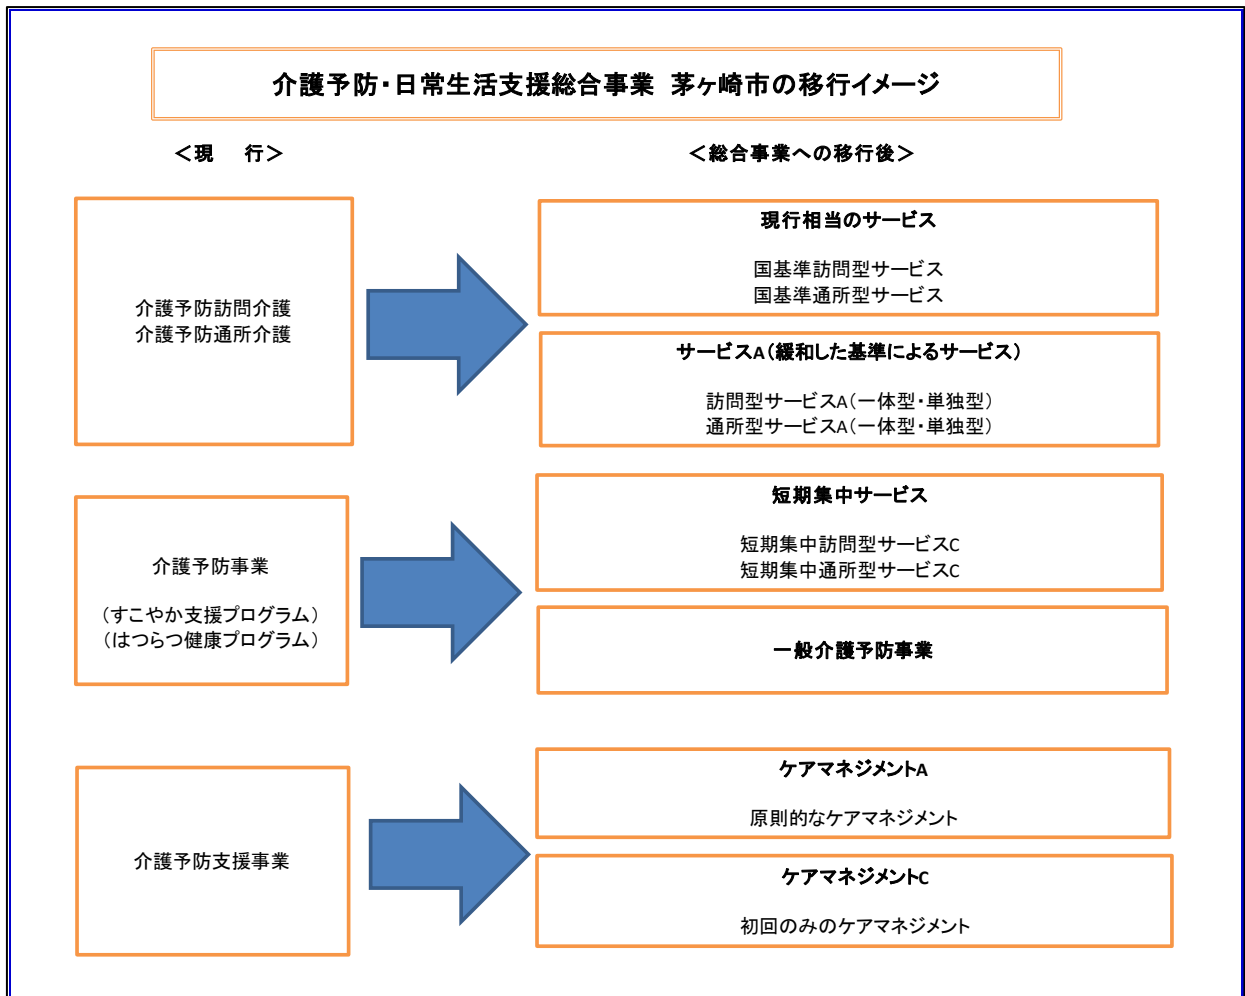 介護予防・日常生活支援総合事業 茅ヶ崎市の移行イメージ
＜現　行＞
＜総合事業への移行後＞
介護予防訪問介護
介護予防通所介護
現行相当のサービス
国基準訪問型サービス
国基準通所型サービス
サービスA（緩和した基準によるサービス）
訪問型サービスA（一体型・単独型）
通所型サービスA（一体型・単独型）
介護予防事業
（すこやか支援プログラム）
（はつらつ健康プログラム）
短期集中サービス
短期集中訪問型サービスC
短期集中通所型サービスC
一般介護予防事業
介護予防支援事業
ケアマネジメントA
原則的なケアマネジメント
ケアマネジメントC
初回のみのケアマネジメント